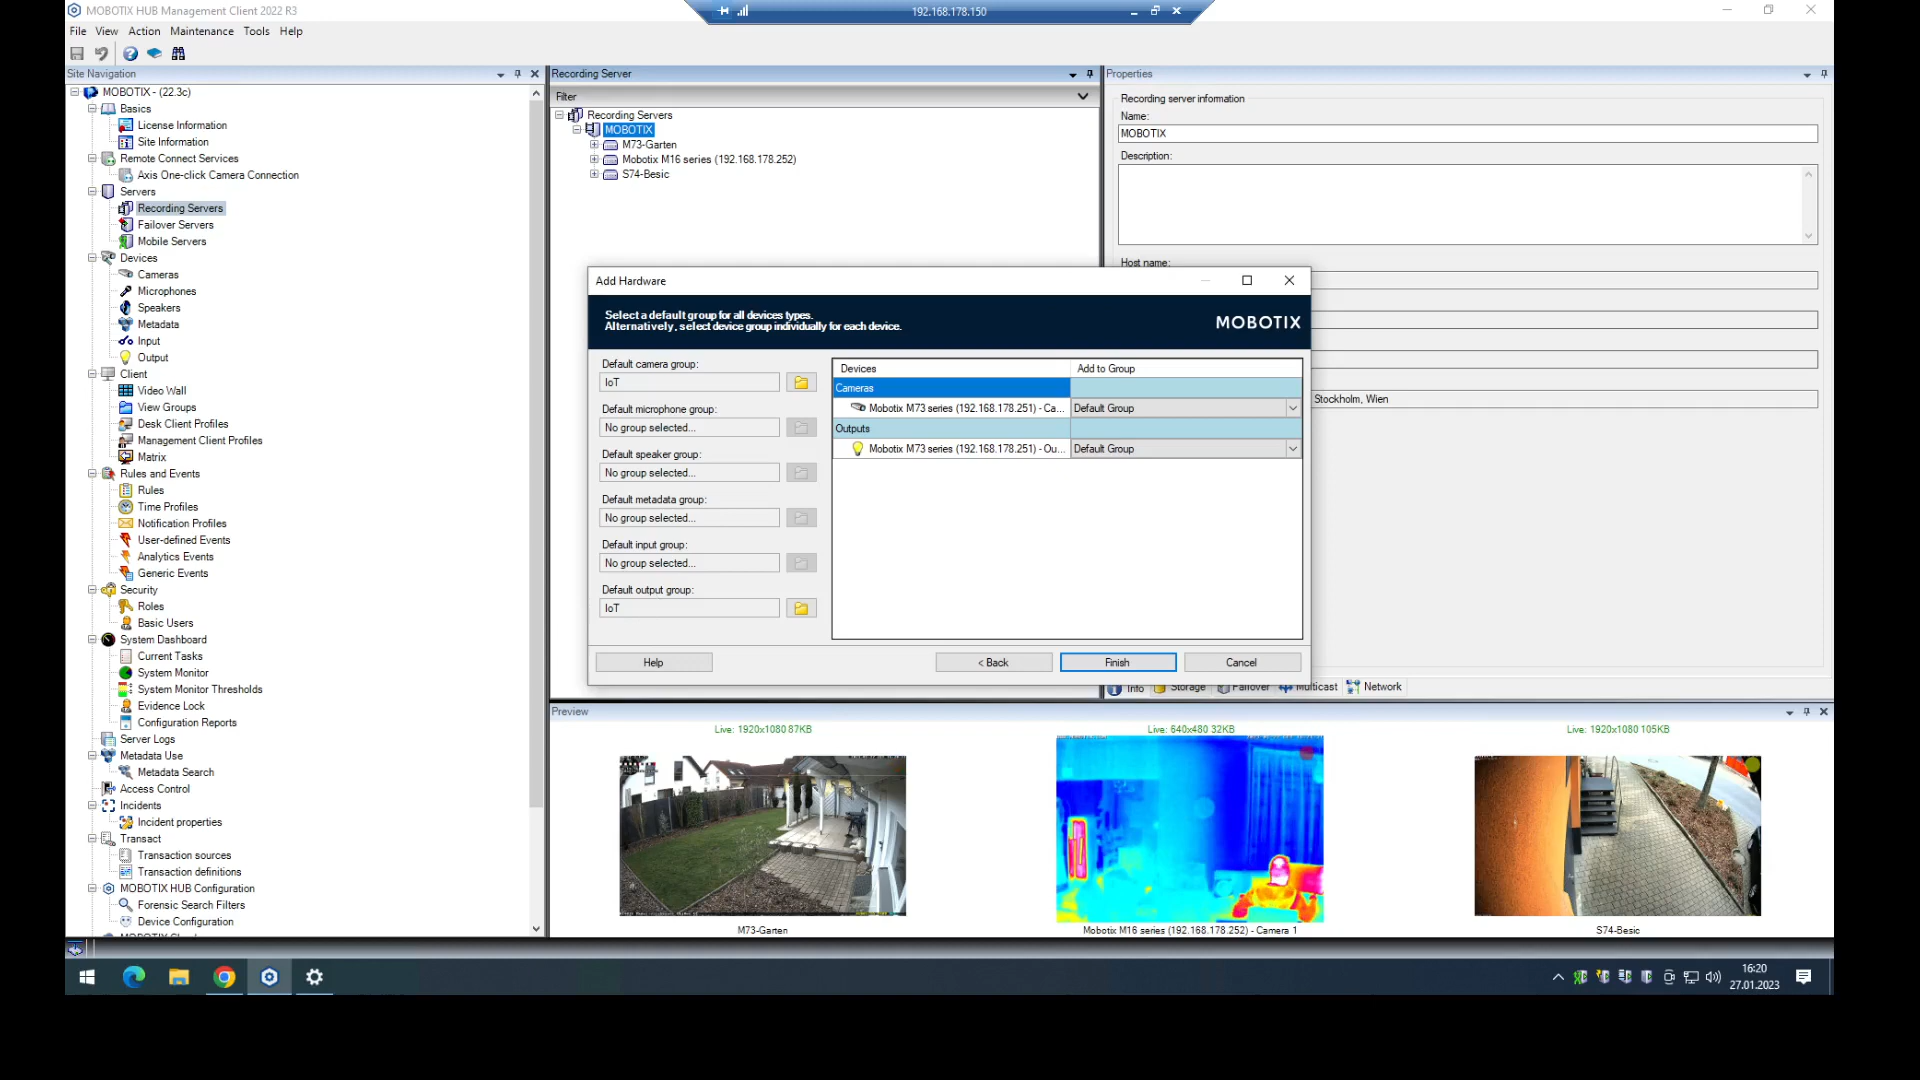 MOBOTIX HUB Management Client 2022 R3
192.168.178.150
File View Action Maintenance Tools Help
Site Navigation
MOBOTIX - (22.3c)
Basics
License Information
Site Information
Remote Connect Services
Axis One-click Camera Connection
Servers
Recording Servers
Failover Servers
Mobile Servers
Devices
Cameras
Microphones
Speakers
Metadata
Input
Output
Client
Video Wall
View Groups
Desk Client Profiles
Management Client Profiles
Matrix
Rules and Events
Rules
Time Profiles
Notification Profiles
User-defined Events
Analytics Events
Generic Events
Security
Roles
Basic Users
System Dashboard
Current Tasks
System Monitor
System Monitor Thresholds
Evidence Lock
Configuration Reports
Server Logs
Metadata Use
Metadata Search
Access Control
Incidents
Incident properties
Transact
Transaction sources
Transaction definitions
MOBOTIX HUB Configuration
Forensic Search Filters
Device Configuration
Recording Server
Filter
Recording Servers
MOBOTIX
M73-Garten
Mobotix M16 series (192.168.178.252)
S74-Besic
Properties
Recording server information
Name:
MOBOTIX
Description:
Host name:
Stockholm, Wien
Info Storage Failover Multicast Network
Add Hardware
Select a default group for all devices types.
Alternatively, select device group individually for each device.
MOBOTIX
Default camera group:
IoT
Default microphone group:
No group selected...
Default speaker group:
No group selected...
Default metadata group:
No group selected...
Default input group:
No group selected...
Default output group:
IoT
Devices Add to Group
Cameras
Mobotix M73 series (192.168.178.251) - Ca... Default Group
Outputs
Mobotix M73 series (192.168.178.251) - Ou... Default Group
Help < Back Finish Cancel
Preview
Live: 1920x1080 87KB
Live: 640x480 32KB
Live: 1920x1080 105KB
M73-Garten
Mobotix M16 series (192.168.178.252) - Camera 1
S74-Besic
16:20
27.01.2023